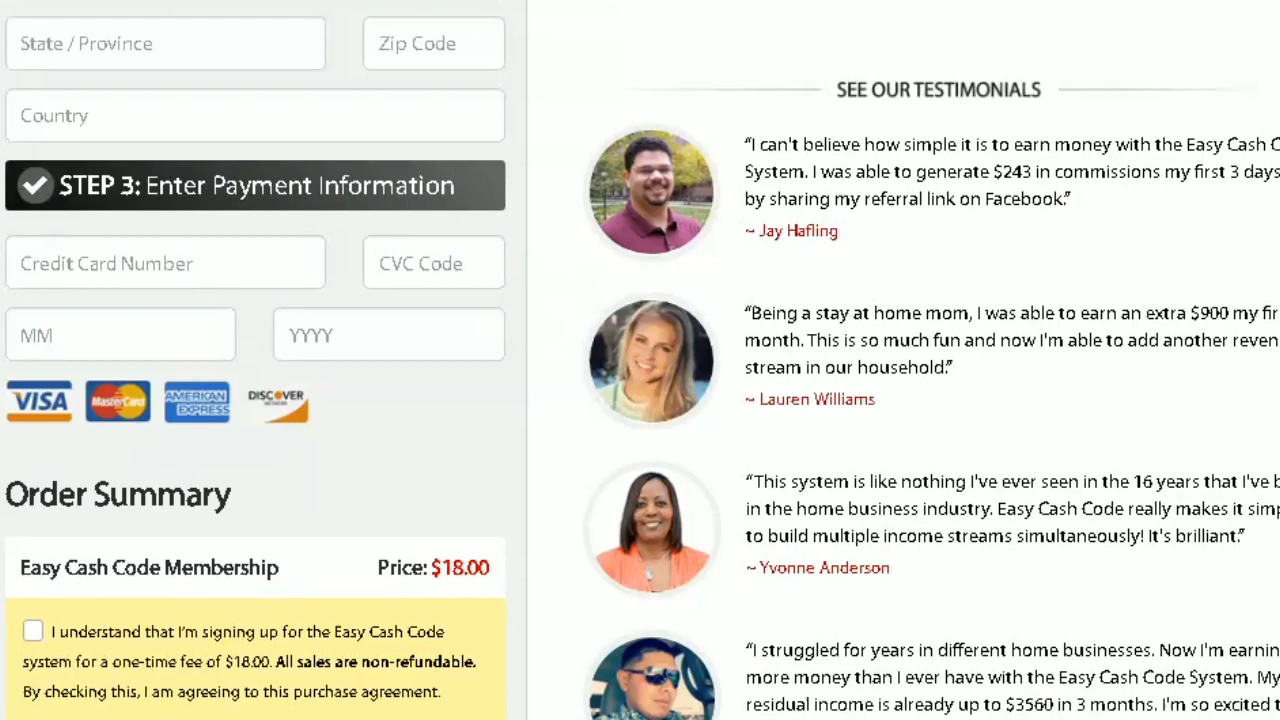 State / Province
Zip Code
Country
STEP 3: Enter Payment Information
Credit Card Number
CVC Code
MM
YYYY
VISA
MasterCard
AMERICAN EXPRESS
DISCOVER
NETWORK
Order Summary
Easy Cash Code Membership
Price: $18.00
I understand that I'm signing up for the Easy Cash Code
system for a one-time fee of $18.00. All sales are non-refundable.
By checking this, I am agreeing to this purchase agreement.
SEE OUR TESTIMONIALS
“I can't believe how simple it is to earn money with the Easy Cash
System. I was able to generate $243 in commissions my first 3 days
by sharing my referral link on Facebook.”
~ Jay Hafling
“Being a stay at home mom, I was able to earn an extra $900 my
month. This is so much fun and now I'm able to add another
stream in our household.”
~ Lauren Williams
“This system is like nothing I've ever seen in the 16 years that I've
in the home business industry. Easy Cash Code really makes it
to build multiple income streams simultaneously! It's brilliant.”
~ Yvonne Anderson
“I struggled for years in different home businesses. Now I'm
more money than I ever have with the Easy Cash Code System. My
residual income is already up to $3560 in 3 months. I'm so excited